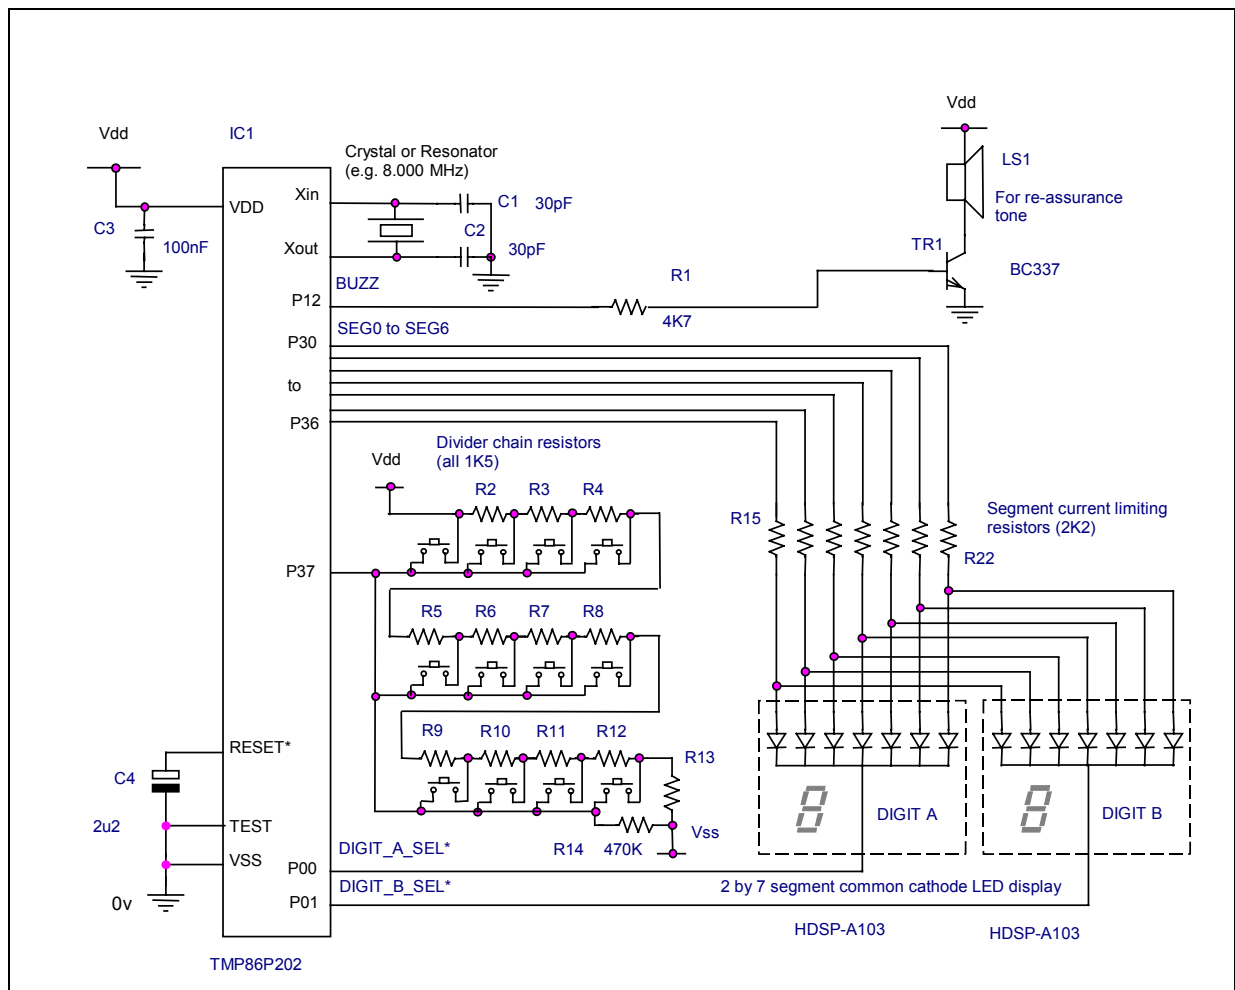 Vdd
IC1
Vdd
Crystal or Resonator
(e.g. 8.000 MHz)
LS1
For re-assurance
tone
VDD
Xin
C1 30pF
C3
100nF
C2
Xout
30pF
TR1
BC337
BUZZ
R1
P12
4K7
SEG0 to SEG6
P30
to
P36
Divider chain resistors
(all 1K5)
Vdd
R2 R3 R4
R15
Segment current limiting
resistors (2K2)
R22
P37
R5 R6 R7 R8
R9 R10 R11 R12
R13
RESET*
C4
2u2
TEST
VSS
0v
R14 470K
Vss
DIGIT A
DIGIT B
DIGIT_A_SEL*
P00
DIGIT_B_SEL*
P01
2 by 7 segment common cathode LED display
HDSP-A103
HDSP-A103
TMP86P202
8
8